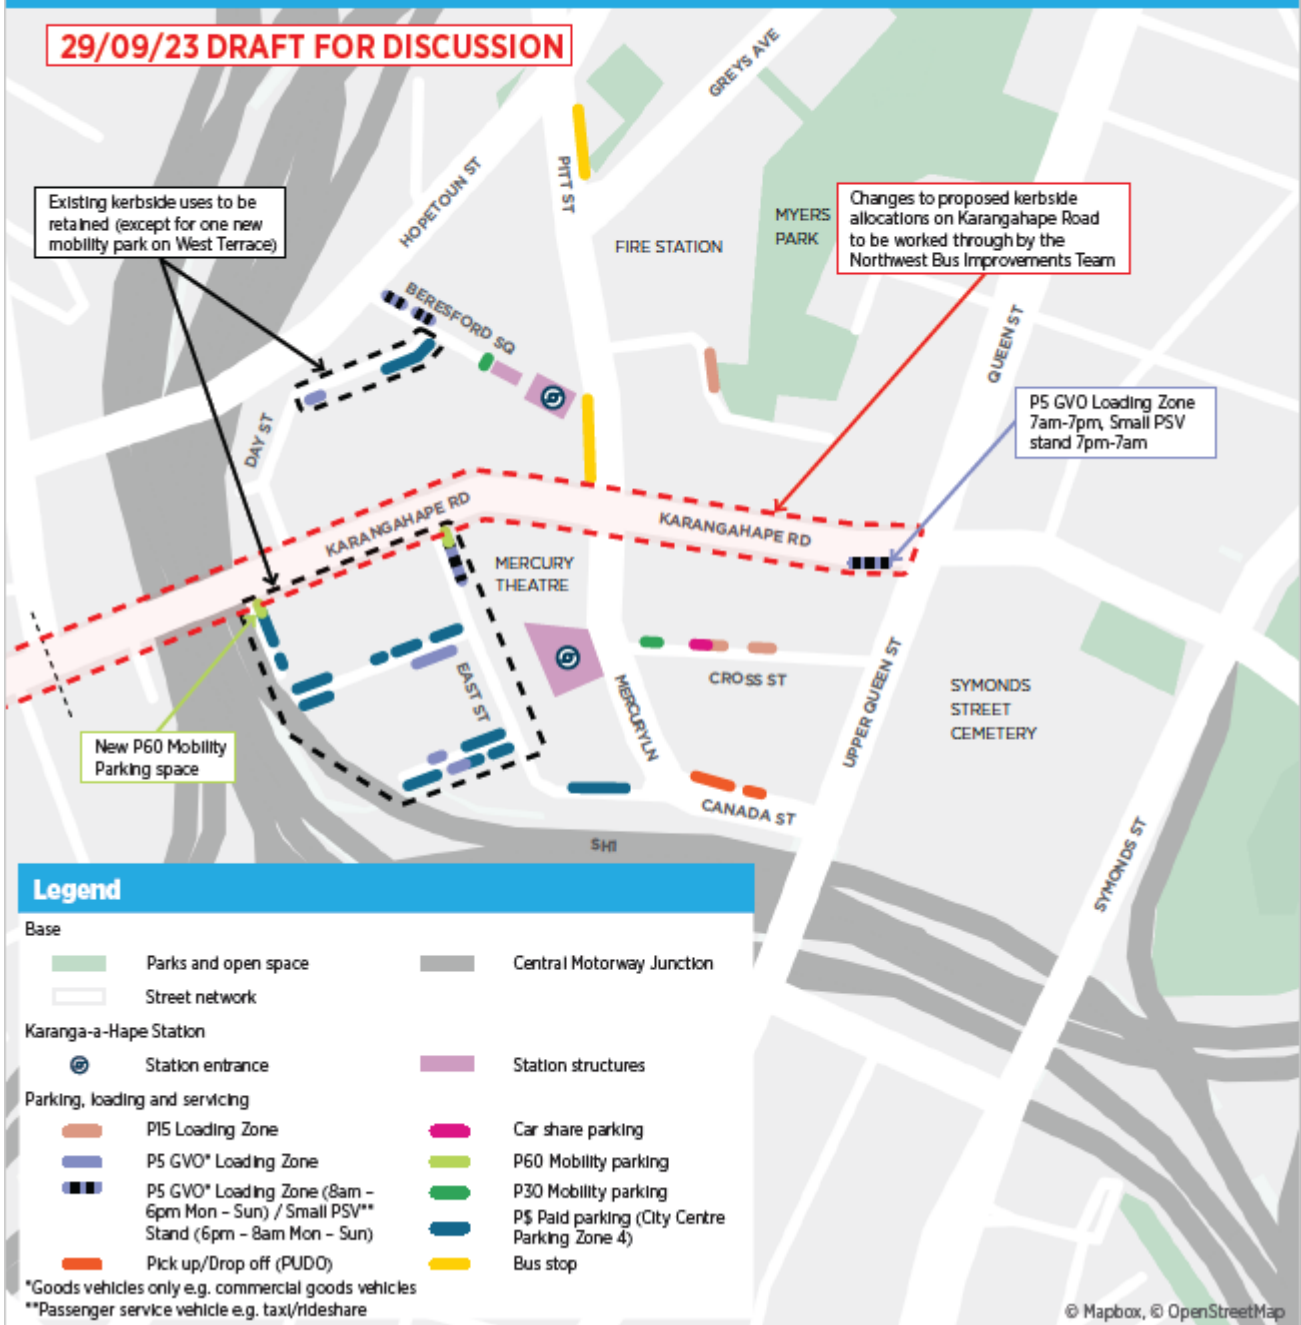 29/09/23 DRAFT FOR DISCUSSION
GREYS AVE
HOPETOUN ST
PITT ST
Existing kerbside uses to be
retained (except for one new
mobility park on West Terrace)
FIRE STATION
MYERS
PARK
Changes to proposed kerbside
allocations on Karangahape Road
to be worked through by the
Northwest Bus Improvements Team
BERESFORD SQ
QUEEN ST
P5 GVO Loading Zone
7am-7pm, Small PSV
stand 7pm-7am
DAY ST
KARANGAHAPE RD
KARANGAHAPE RD
MERCURY
THEATRE
EAST ST
MERCURY LN
CROSS ST
UPPER QUEEN ST
SYMONDS
STREET
CEMETERY
New P60 Mobility
Parking space
CANADA ST
SH1
SYMONDS ST
Legend
Base
Parks and open space
Central Motorway Junction
Street network
Karanga-a-Hape Station
Station entrance
Station structures
Parking, loading and servicing
P15 Loading Zone
Car share parking
P5 GVO* Loading Zone
P60 Mobility parking
P5 GVO* Loading Zone (8am –
6pm Mon – Sun) / Small PSV**
Stand (6pm – 8am Mon – Sun)
P30 Mobility parking
P$ Paid parking (City Centre
Parking Zone 4)
Pick up/Drop off (PUDO)
Bus stop
*Goods vehicles only e.g. commercial goods vehicles
**Passenger service vehicle e.g. taxi/rideshare
© Mapbox, © OpenStreetMap